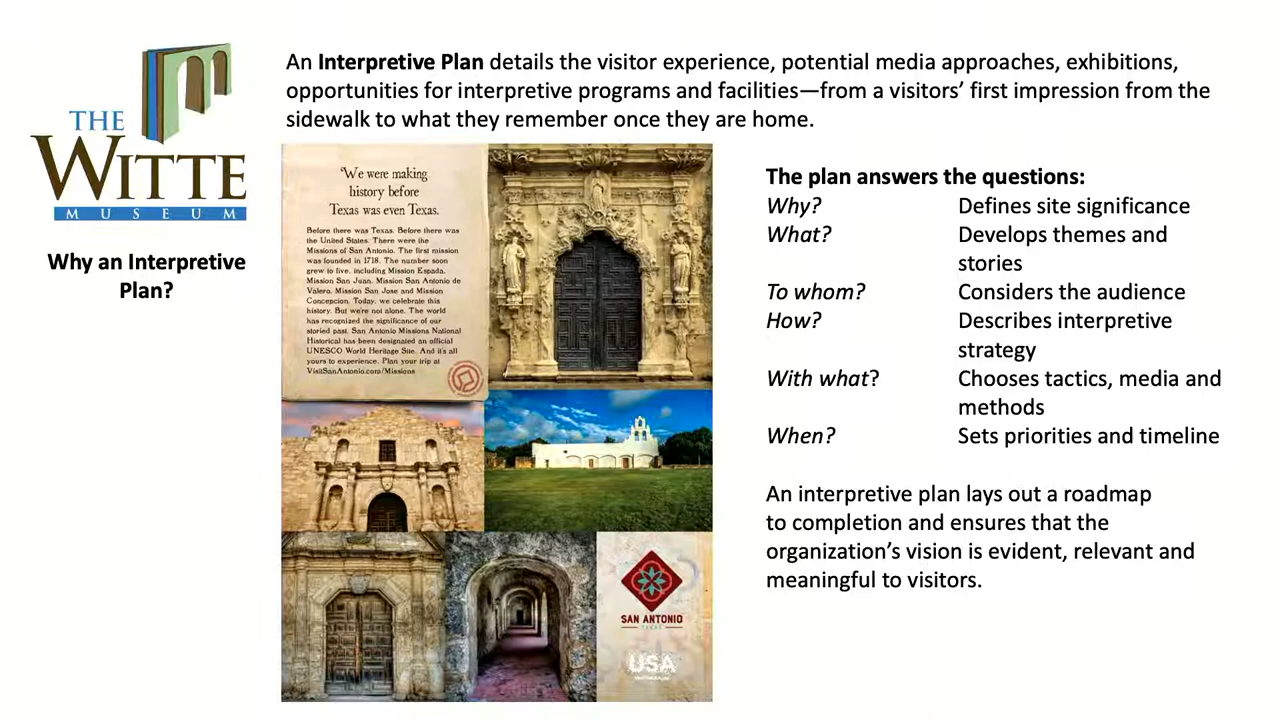 THE
WITTE
MUSEUM
Why an Interpretive
Plan?
An Interpretive Plan details the visitor experience, potential media approaches, exhibitions,
opportunities for interpretive programs and facilities—from a visitors’ first impression from the
sidewalk to what they remember once they are home.
"We were making
history before
Texas was even Texas.
Before there was Texas. Before there was
the United States. There were the
Missions of San Antonio. The first mission
was founded in 1718. The number soon
grew to five, including Mission Espada,
Mission San Juan, Mission San Antonio de
Valero, Mission San Jose and Mission
Concepcion. Today, we celebrate this
history. But we're not alone. The world
has recognized the significance of our
storied past. San Antonio Missions National
Historical has been designated an official
UNESCO World Heritage Site. And it's all
yours to experience. Plan your trip at
VisitSanAntonio.com/Missions
SAN ANTONIO
TEXAS
USA
The plan answers the questions:
Why? Defines site significance
What? Develops themes and
stories
To whom? Considers the audience
How? Describes interpretive
strategy
With what? Chooses tactics, media and
methods
When? Sets priorities and timeline
An interpretive plan lays out a roadmap
to completion and ensures that the
organization’s vision is evident, relevant and
meaningful to visitors.